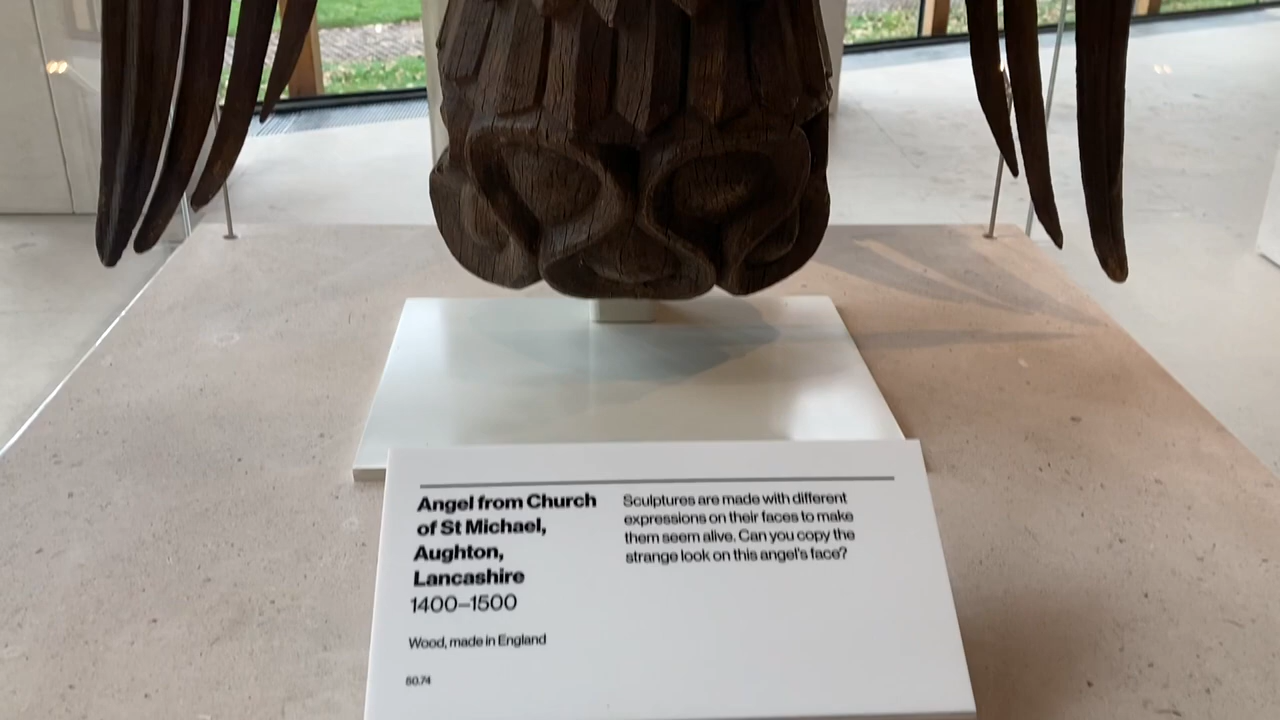 Angel from Church
of St Michael,
Aughton,
Lancashire
1400–1500
Wood, made in England
50.74
Sculptures are made with different
expressions on their faces to make
them seem alive. Can you copy the
strange look on this angel's face?